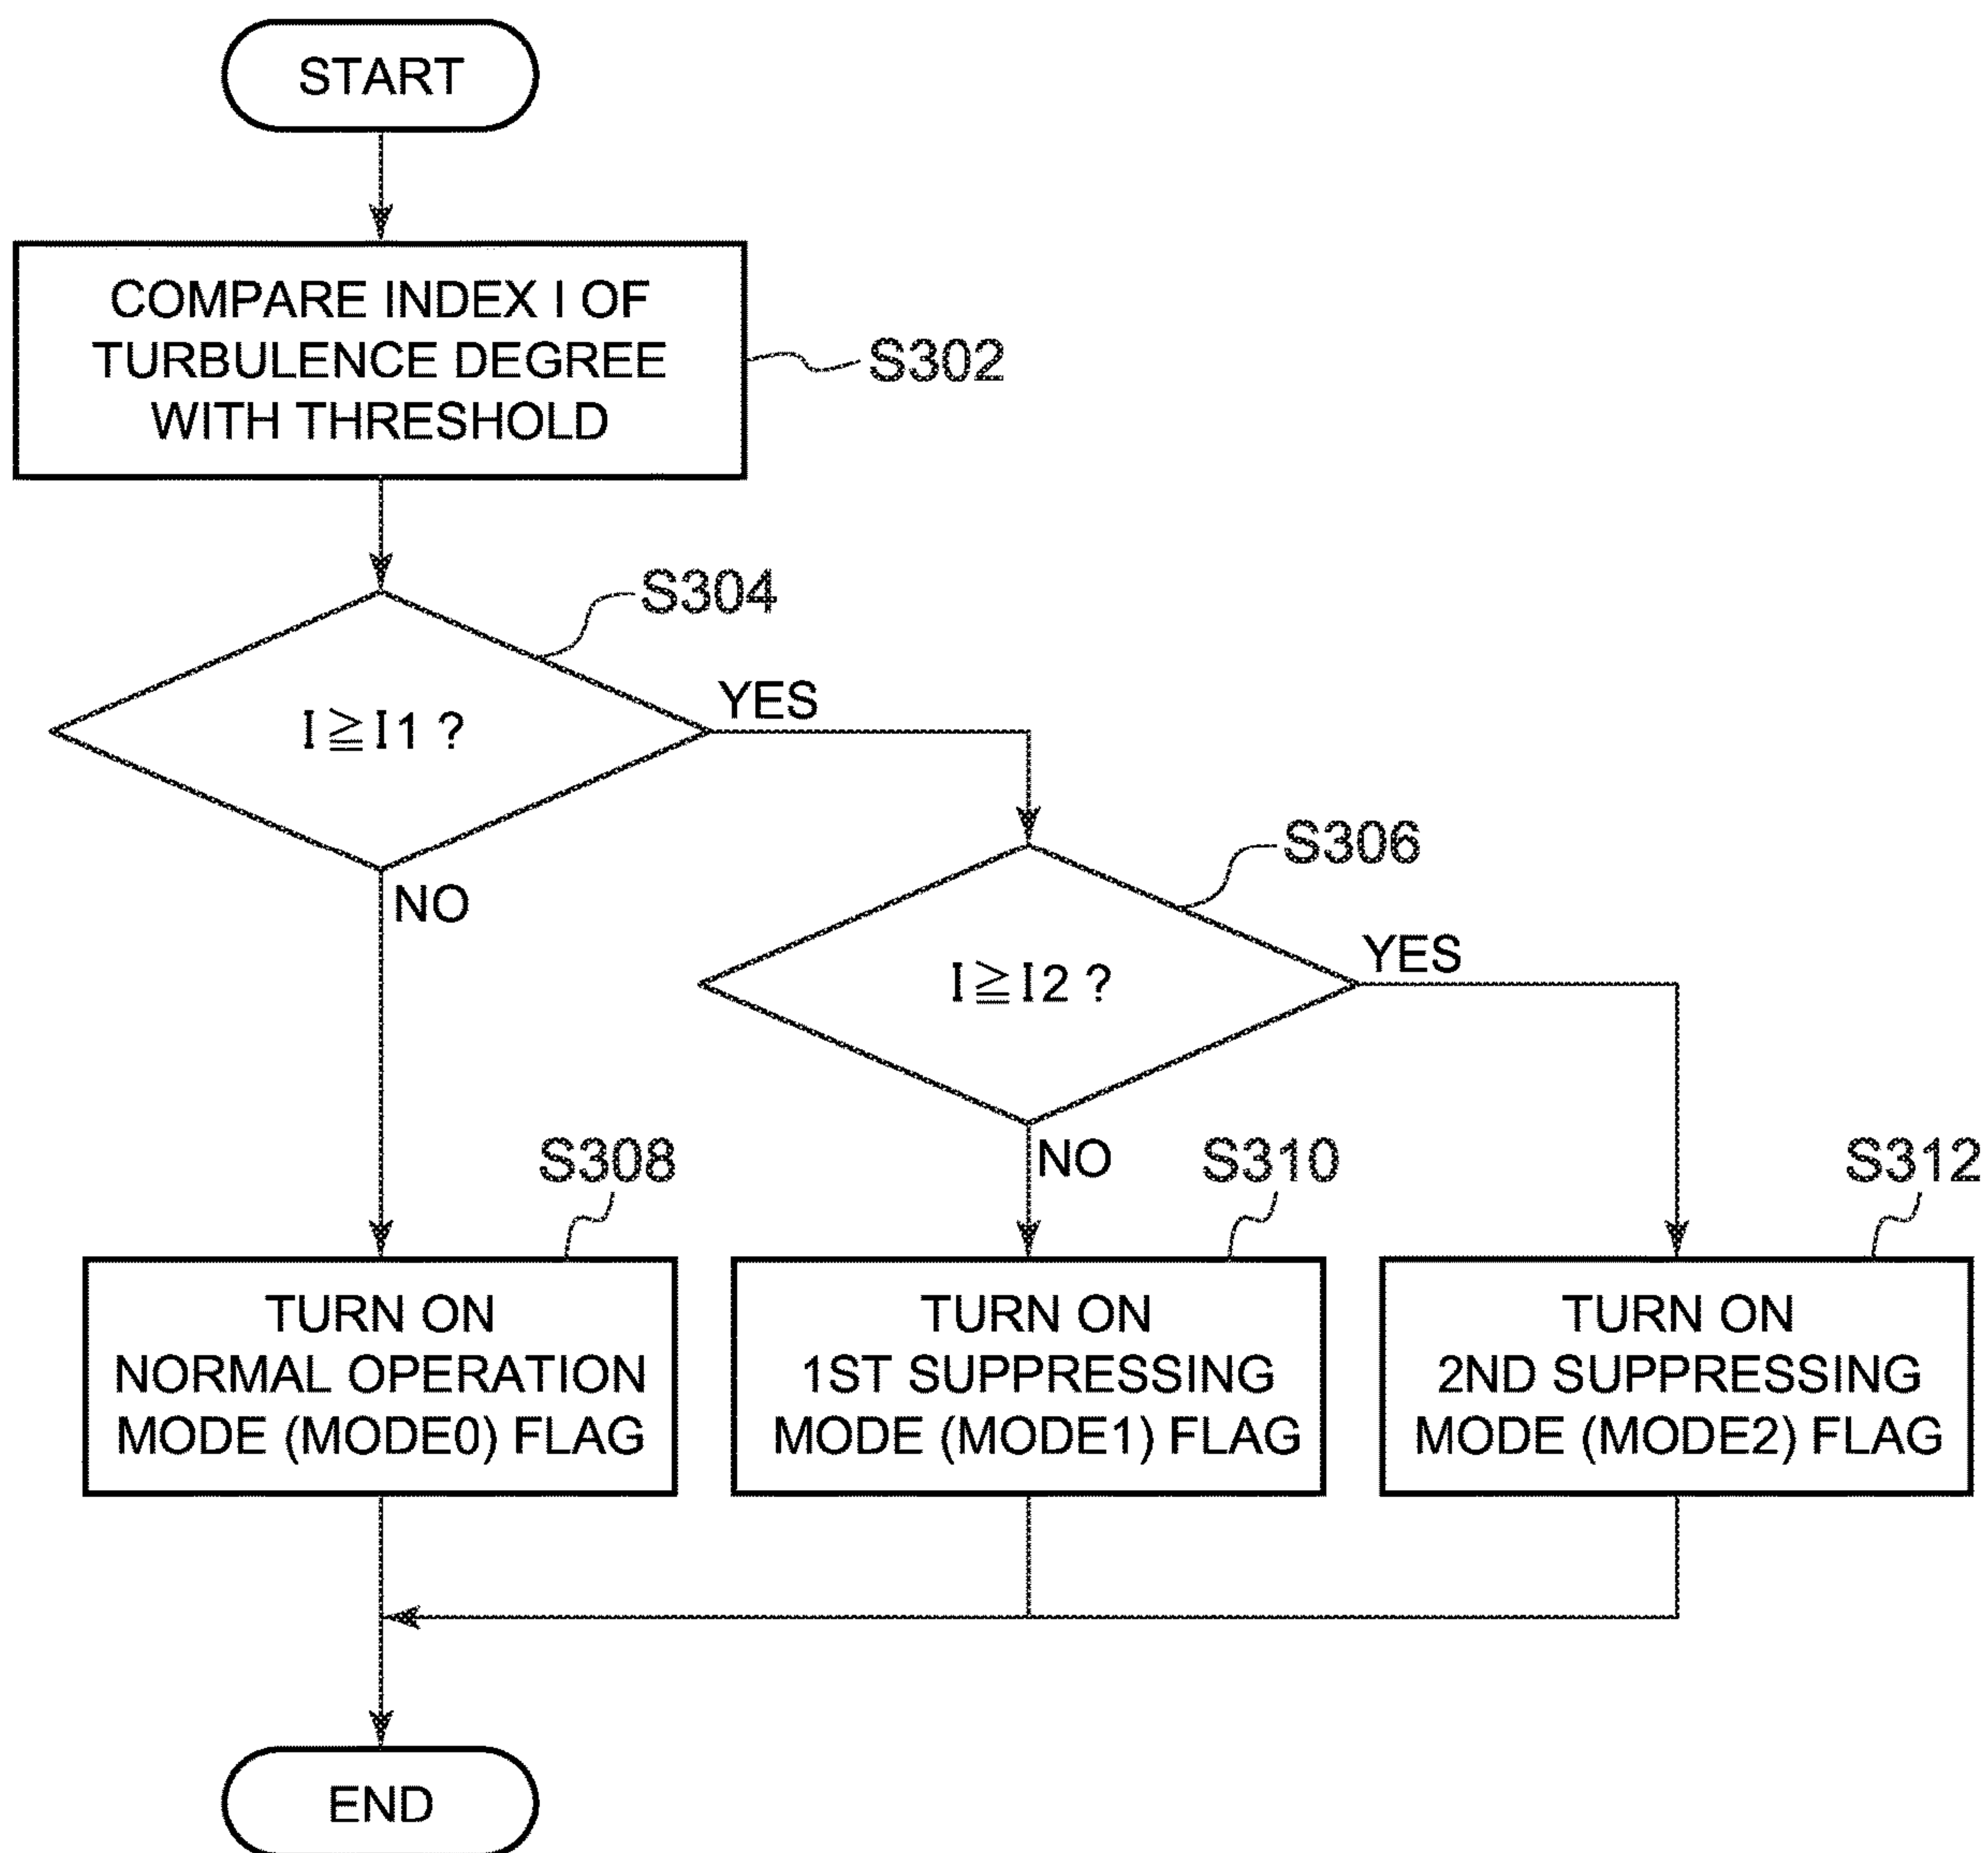 START
COMPARE INDEX I OF
TURBULENCE DEGREE
WITH THRESHOLD
S302
S304
I≧I1 ?
YES
NO
S306
I≧I2 ?
YES
NO
S308
TURN ON
NORMAL OPERATION
MODE (MODE0) FLAG
S310
TURN ON
1ST SUPPRESSING
MODE (MODE1) FLAG
S312
TURN ON
2ND SUPPRESSING
MODE (MODE2) FLAG
END